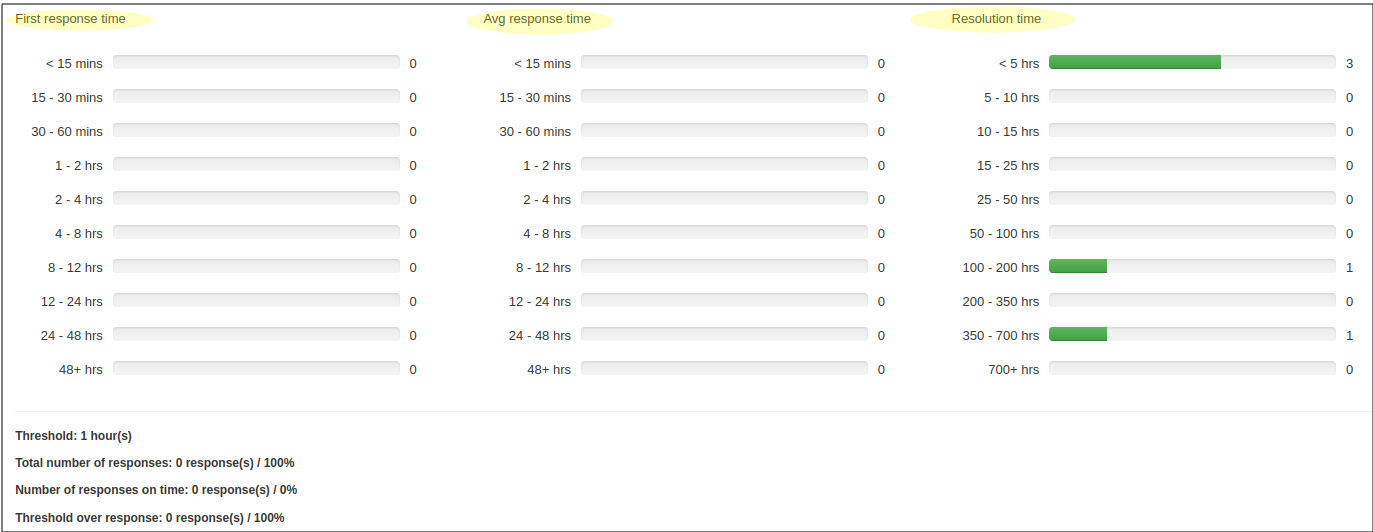 First response time
< 15 mins 0
15 - 30 mins 0
30 - 60 mins 0
1 - 2 hrs 0
2 - 4 hrs 0
4 - 8 hrs 0
8 - 12 hrs 0
12 - 24 hrs 0
24 - 48 hrs 0
48+ hrs 0
Avg response time
< 15 mins 0
15 - 30 mins 0
30 - 60 mins 0
1 - 2 hrs 0
2 - 4 hrs 0
4 - 8 hrs 0
8 - 12 hrs 0
12 - 24 hrs 0
24 - 48 hrs 0
48+ hrs 0
Resolution time
< 5 hrs 3
5 - 10 hrs 0
10 - 15 hrs 0
15 - 25 hrs 0
25 - 50 hrs 0
50 - 100 hrs 0
100 - 200 hrs 1
200 - 350 hrs 0
350 - 700 hrs 1
700+ hrs 0
Threshold: 1 hour(s)
Total number of responses: 0 response(s) / 100%
Number of responses on time: 0 response(s) / 0%
Threshold over response: 0 response(s) / 100%